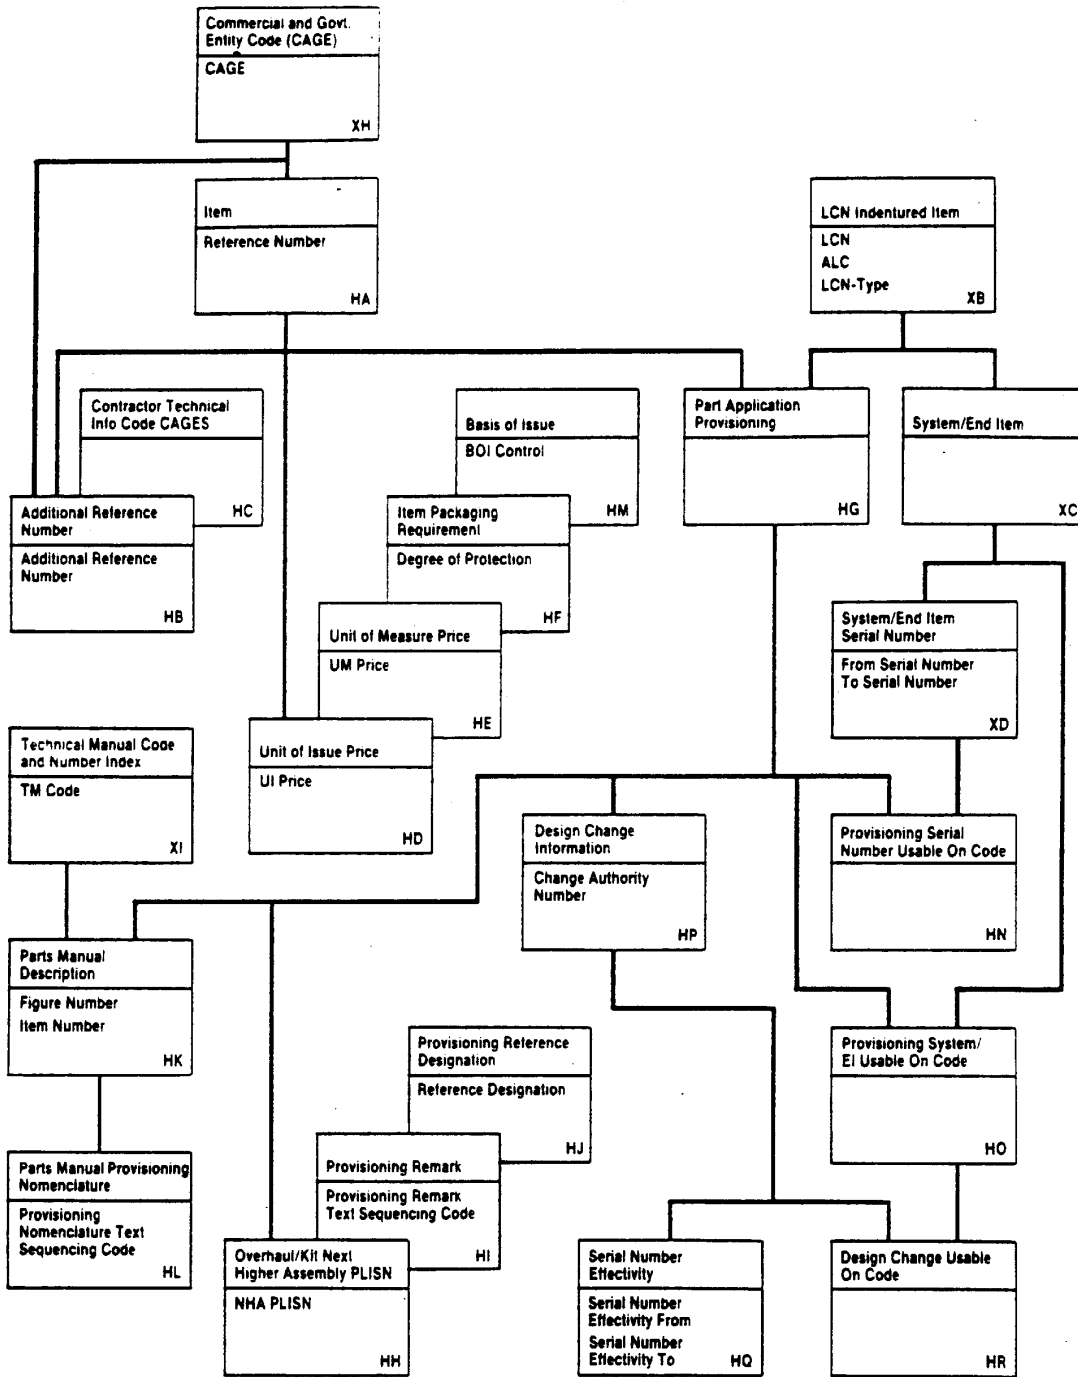 Commercial and Govt.
Entity Code (CAGE)
CAGE
XH
Item
Reference Number
HA
LCN Indentured Item
LCN
ALC
LCN-Type
XB
Contractor Technical
Info Code CAGES
HC
Additional Reference
Number
Additional Reference
Number
HB
Basis of Issue
BOI Control
HM
Item Packaging
Requirement
Degree of Protection
HF
Unit of Measure Price
UM Price
HE
Unit of Issue Price
UI Price
HD
Part Application
Provisioning
HG
System/End Item
XC
System/End Item
Serial Number
From Serial Number
To Serial Number
XD
Technical Manual Code
and Number Index
TM Code
XI
Design Change
Information
Change Authority
Number
HP
Provisioning Serial
Number Usable On Code
HN
Parts Manual
Description
Figure Number
Item Number
HK
Provisioning Reference
Designation
Reference Designation
HJ
Provisioning Remark
Provisioning Remark
Text Sequencing Code
HI
Overhaul/Kit Next
Higher Assembly PLISN
NHA PLISN
HH
Provisioning System/
EI Usable On Code
HO
Parts Manual Provisioning
Nomenclature
Provisioning
Nomenclature Text
Sequencing Code
HL
Serial Number
Effectivity
Serial Number
Effectivity From
Serial Number
Effectivity To
HQ
Design Change Usable
On Code
HR